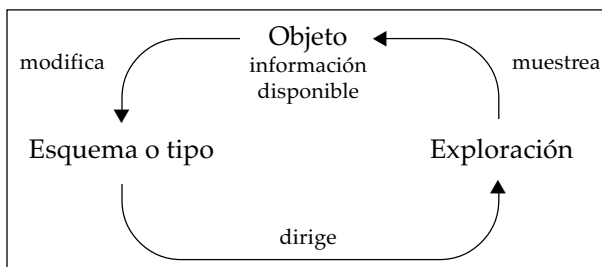 Objeto
modifica
información
muestrea
disponible
Esquema o tipo
Exploración
dirige